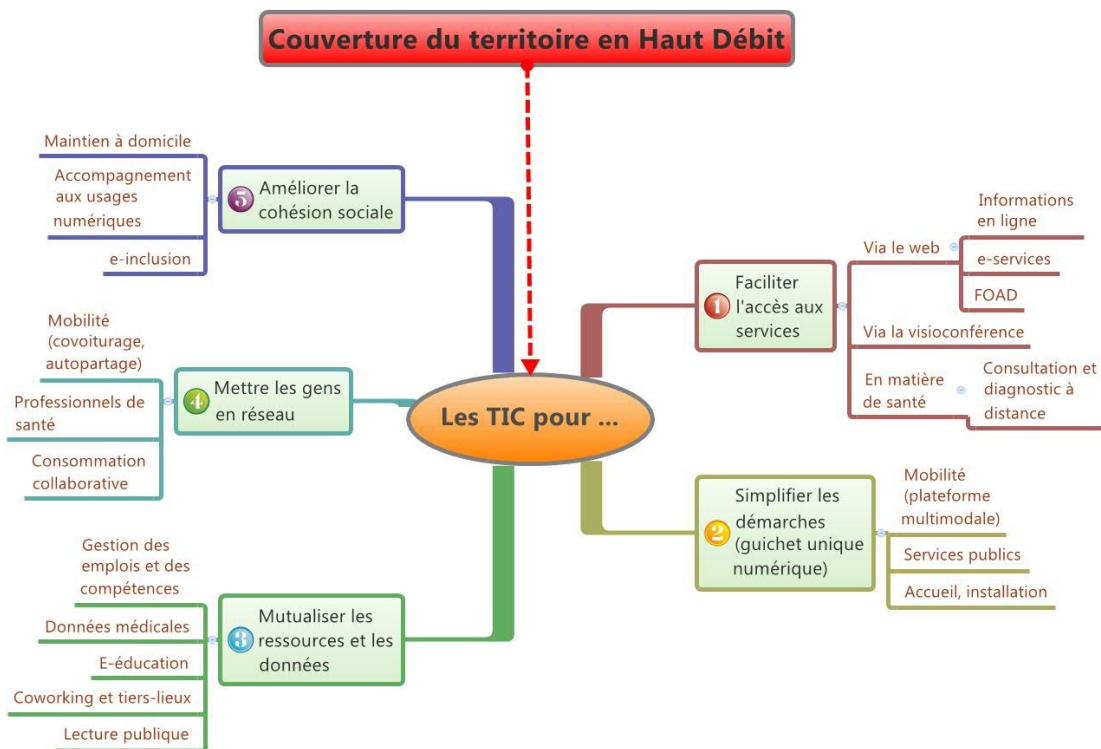 Couverture du territoire en Haut Débit
Les TIC pour ...
1
Faciliter
l'accès aux
services
Via le web
Informations
en ligne
e-services
FOAD
Via la visioconférence
En matière
de santé
Consultation et
diagnostic à
distance
2
Simplifier les
démarches
(guichet unique
numérique)
Mobilité
(plateforme
multimodale)
Services publics
Accueil, installation
3
Mutualiser les
ressources et les
données
Gestion des
emplois et des
compétences
Données médicales
E-éducation
Coworking et tiers-lieux
Lecture publique
4
Mettre les gens
en réseau
Mobilité
(covoiturage,
autopartage)
Professionnels de
santé
Consommation
collaborative
5
Améliorer la
cohésion sociale
Maintien à domicile
Accompagnement
aux usages
numériques
e-inclusion